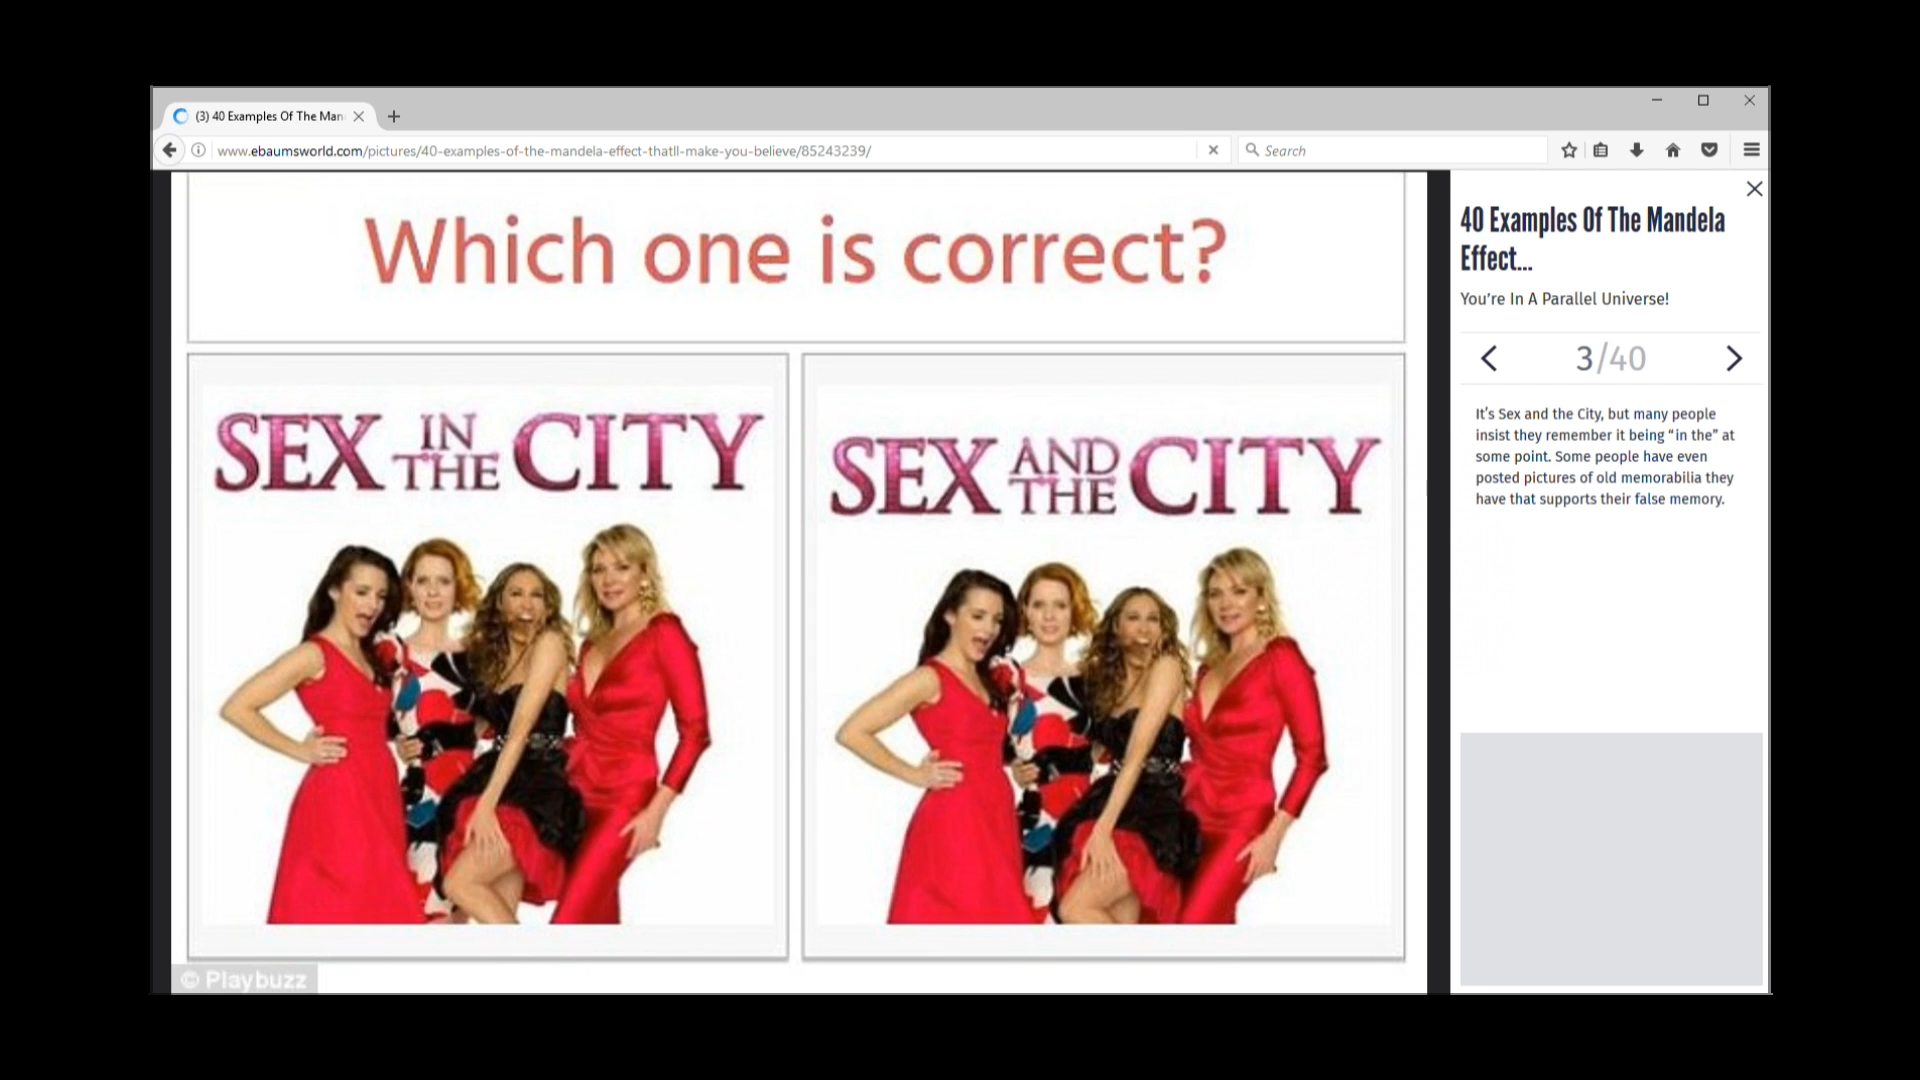 (3) 40 Examples Of The Man
www.ebaumsworld.com/pictures/40-examples-of-the-mandela-effect-thatll-make-you-believe/85243239/
Search
Which one is correct?
SEX IN THE CITY
SEX AND THE CITY
© Playbuzz
40 Examples Of The Mandela
Effect...
You're In A Parallel Universe!
3/40
It's Sex and the City, but many people
insist they remember it being “in the” at
some point. Some people have even
posted pictures of old memorabilia they
have that supports their false memory.